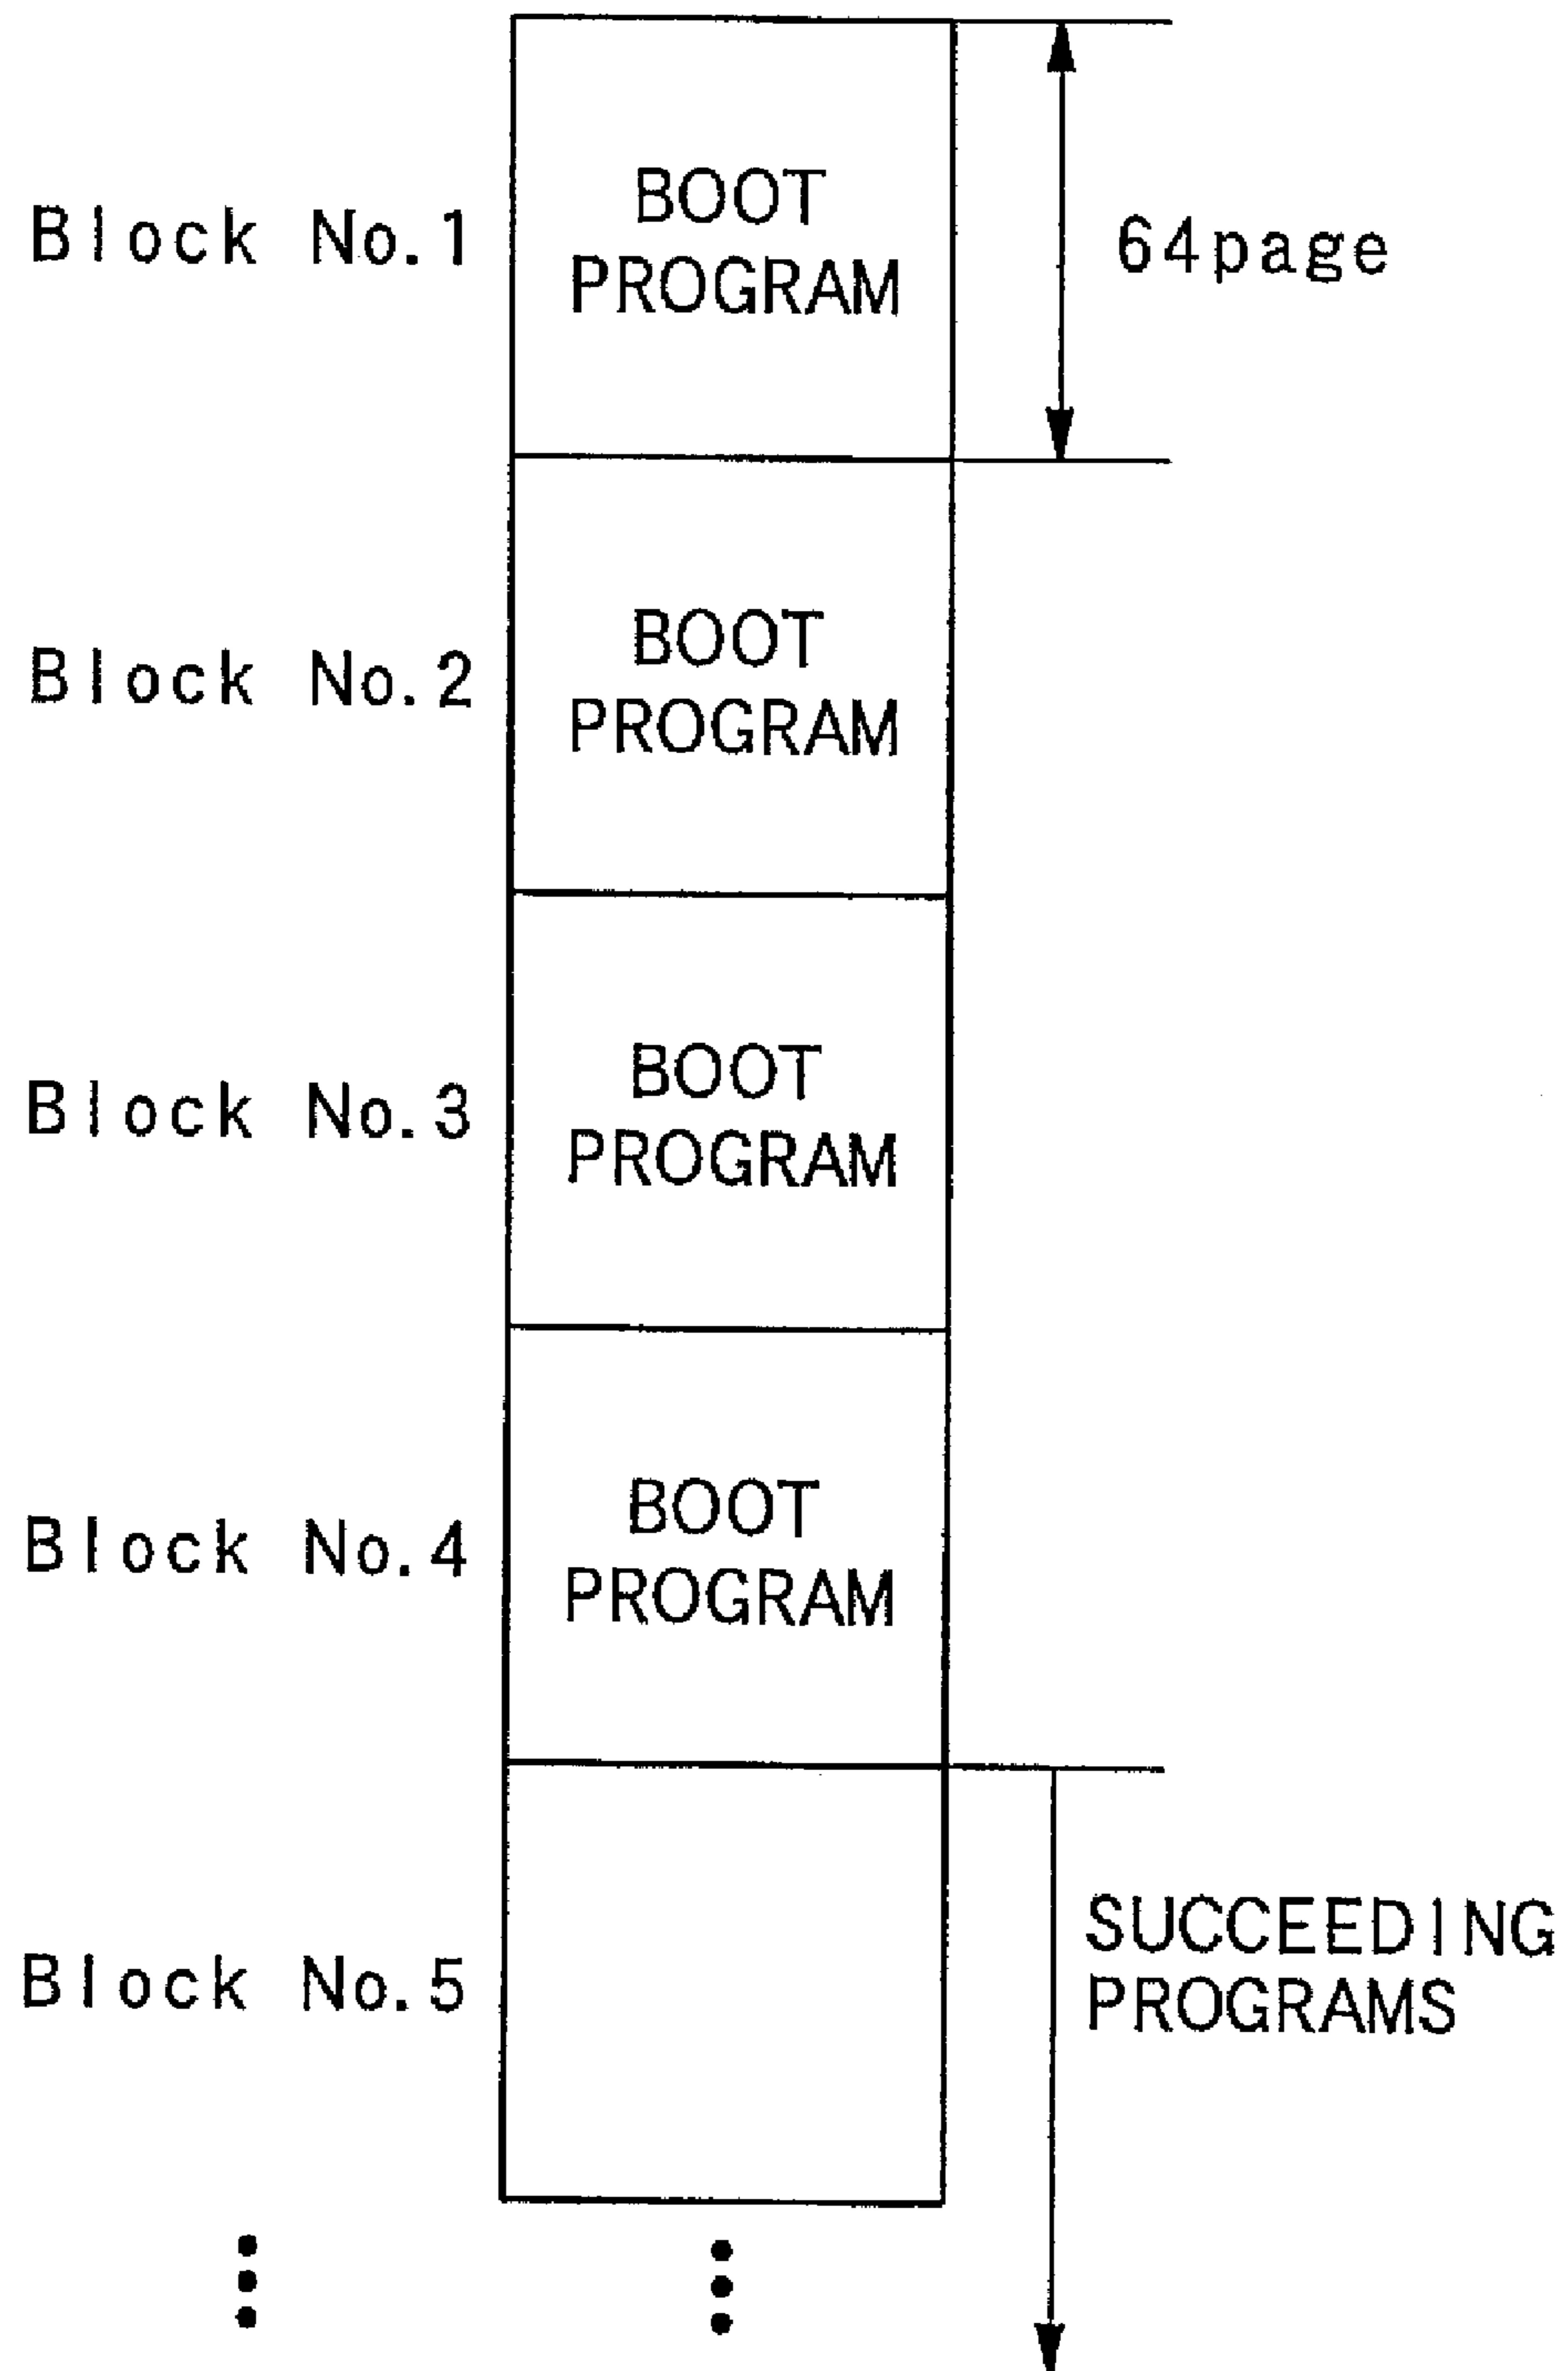 Block No.1
BOOT
PROGRAM
64page
Block No.2
BOOT
PROGRAM
Block No.3
BOOT
PROGRAM
Block No.4
BOOT
PROGRAM
Block No.5
SUCCEEDING
PROGRAMS